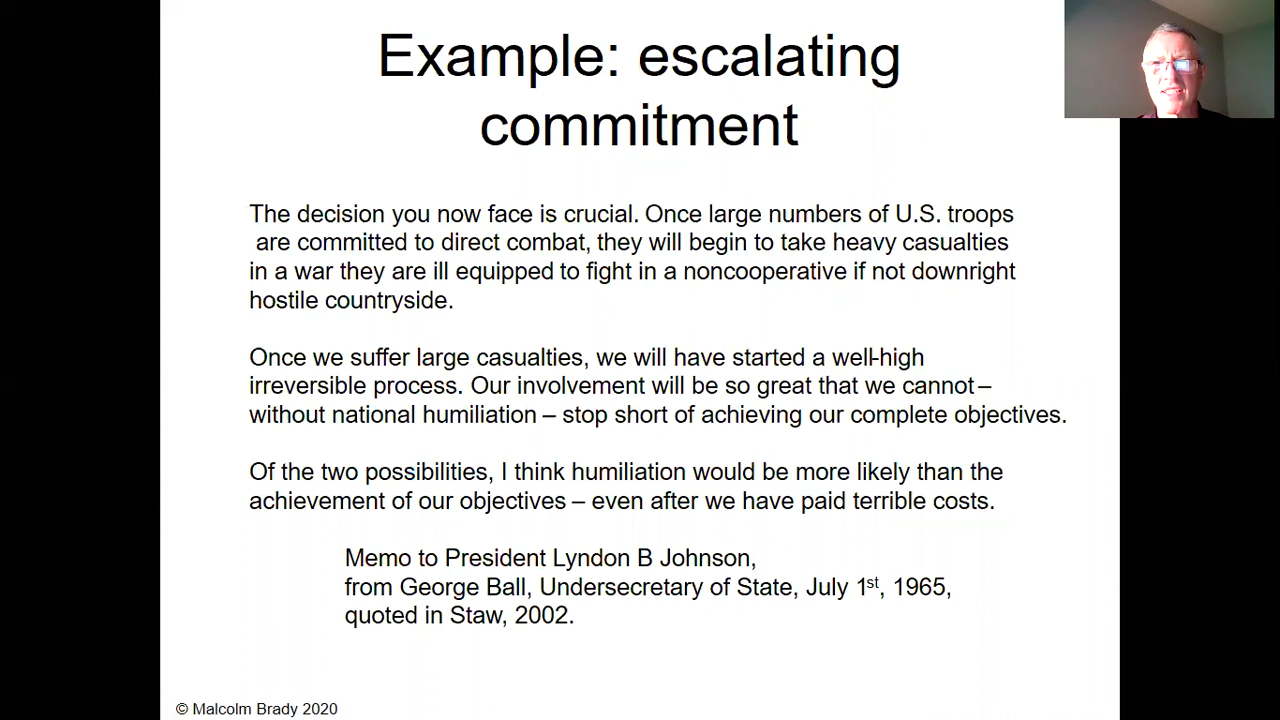 Example: escalating
commitment
The decision you now face is crucial. Once large numbers of U.S. troops
are committed to direct combat, they will begin to take heavy casualties
in a war they are ill equipped to fight in a noncooperative if not downright
hostile countryside.
Once we suffer large casualties, we will have started a well-high
irreversible process. Our involvement will be so great that we cannot –
without national humiliation – stop short of achieving our complete objectives.
Of the two possibilities, I think humiliation would be more likely than the
achievement of our objectives – even after we have paid terrible costs.
Memo to President Lyndon B Johnson,
from George Ball, Undersecretary of State, July 1st, 1965,
quoted in Staw, 2002.
© Malcolm Brady 2020